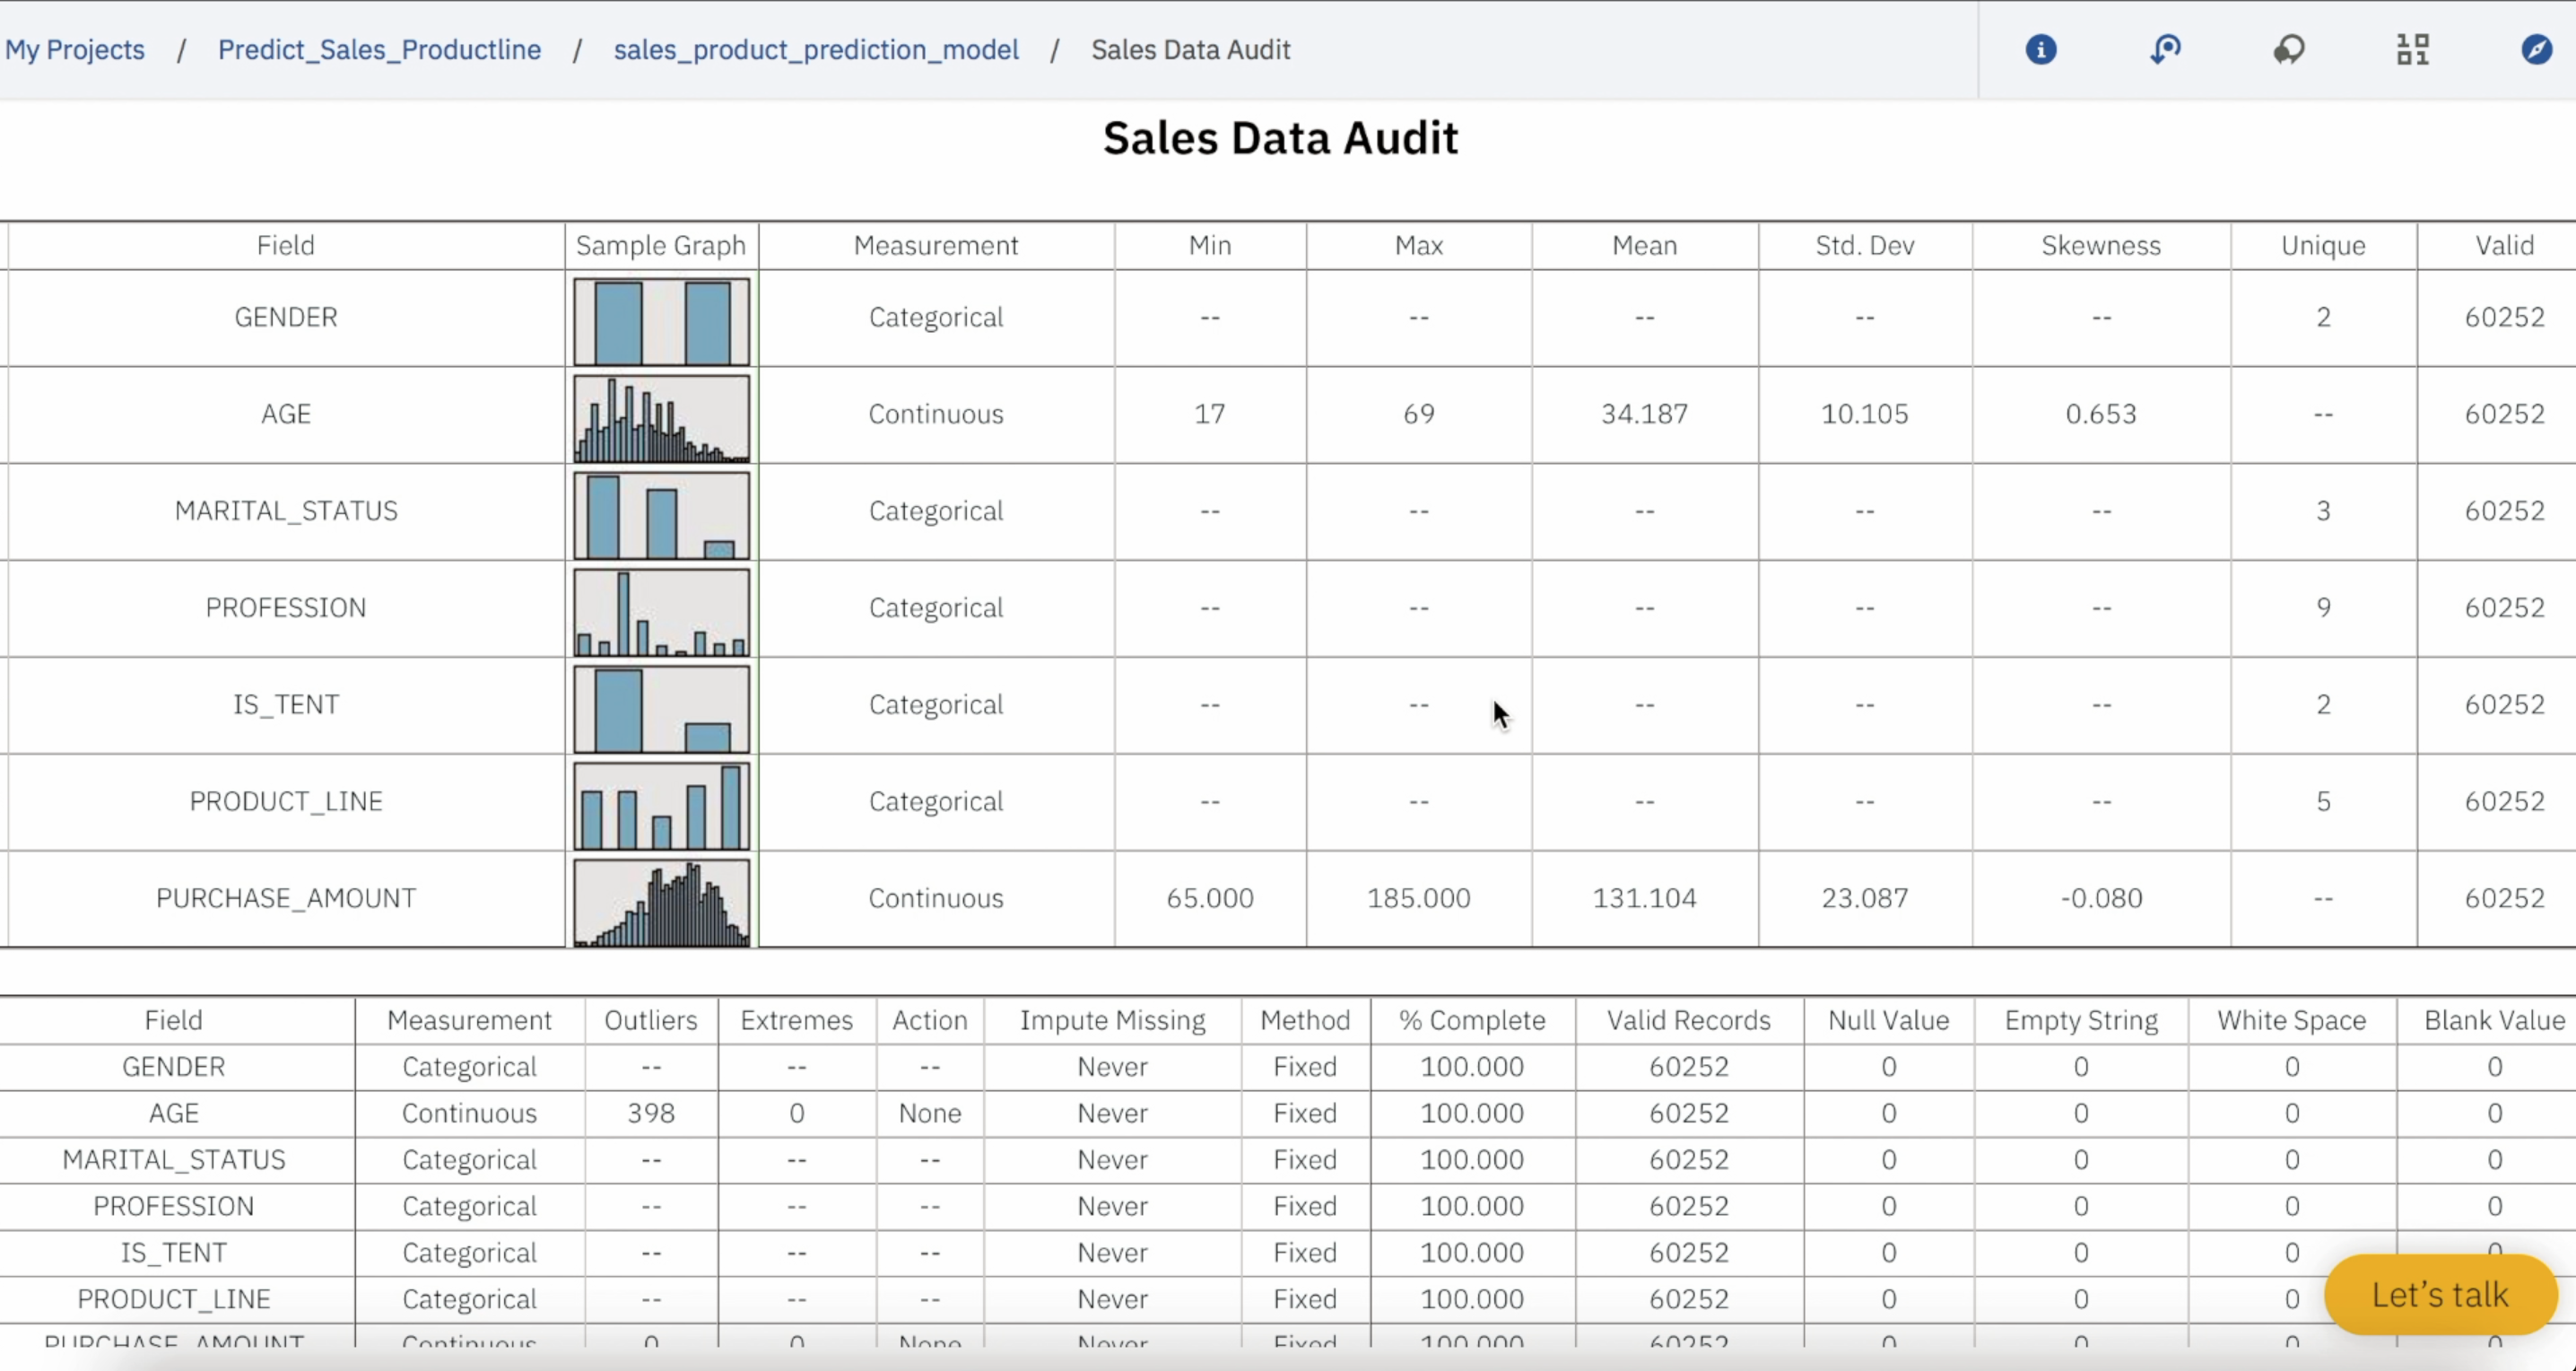 My Projects / Predict_Sales_Productline / sales_product_prediction_model / Sales Data Audit
Sales Data Audit
Field Sample Graph Measurement Min Max Mean Std. Dev Skewness Unique Valid
GENDER Categorical -- -- -- -- -- 2 60252
AGE Continuous 17 69 34.187 10.105 0.653 -- 60252
MARITAL_STATUS Categorical -- -- -- -- -- 3 60252
PROFESSION Categorical -- -- -- -- -- 9 60252
IS_TENT Categorical -- -- -- -- -- 2 60252
PRODUCT_LINE Categorical -- -- -- -- -- 5 60252
PURCHASE_AMOUNT Continuous 65.000 185.000 131.104 23.087 -0.080 -- 60252
Field Measurement Outliers Extremes Action Impute Missing Method % Complete Valid Records Null Value Empty String White Space Blank Value
GENDER Categorical -- -- -- Never Fixed 100.000 60252 0 0 0 0
AGE Continuous 398 0 None Never Fixed 100.000 60252 0 0 0 0
MARITAL_STATUS Categorical -- -- -- Never Fixed 100.000 60252 0 0 0 0
PROFESSION Categorical -- -- -- Never Fixed 100.000 60252 0 0 0 0
IS_TENT Categorical -- -- -- Never Fixed 100.000 60252 0 0 0 0
PRODUCT_LINE Categorical -- -- -- Never Fixed 100.000 60252 0 0 0
PURCHASE_AMOUNT Continuous 0 0 None Never Fixed 100.000 60252 0 0 0 0
Let's talk